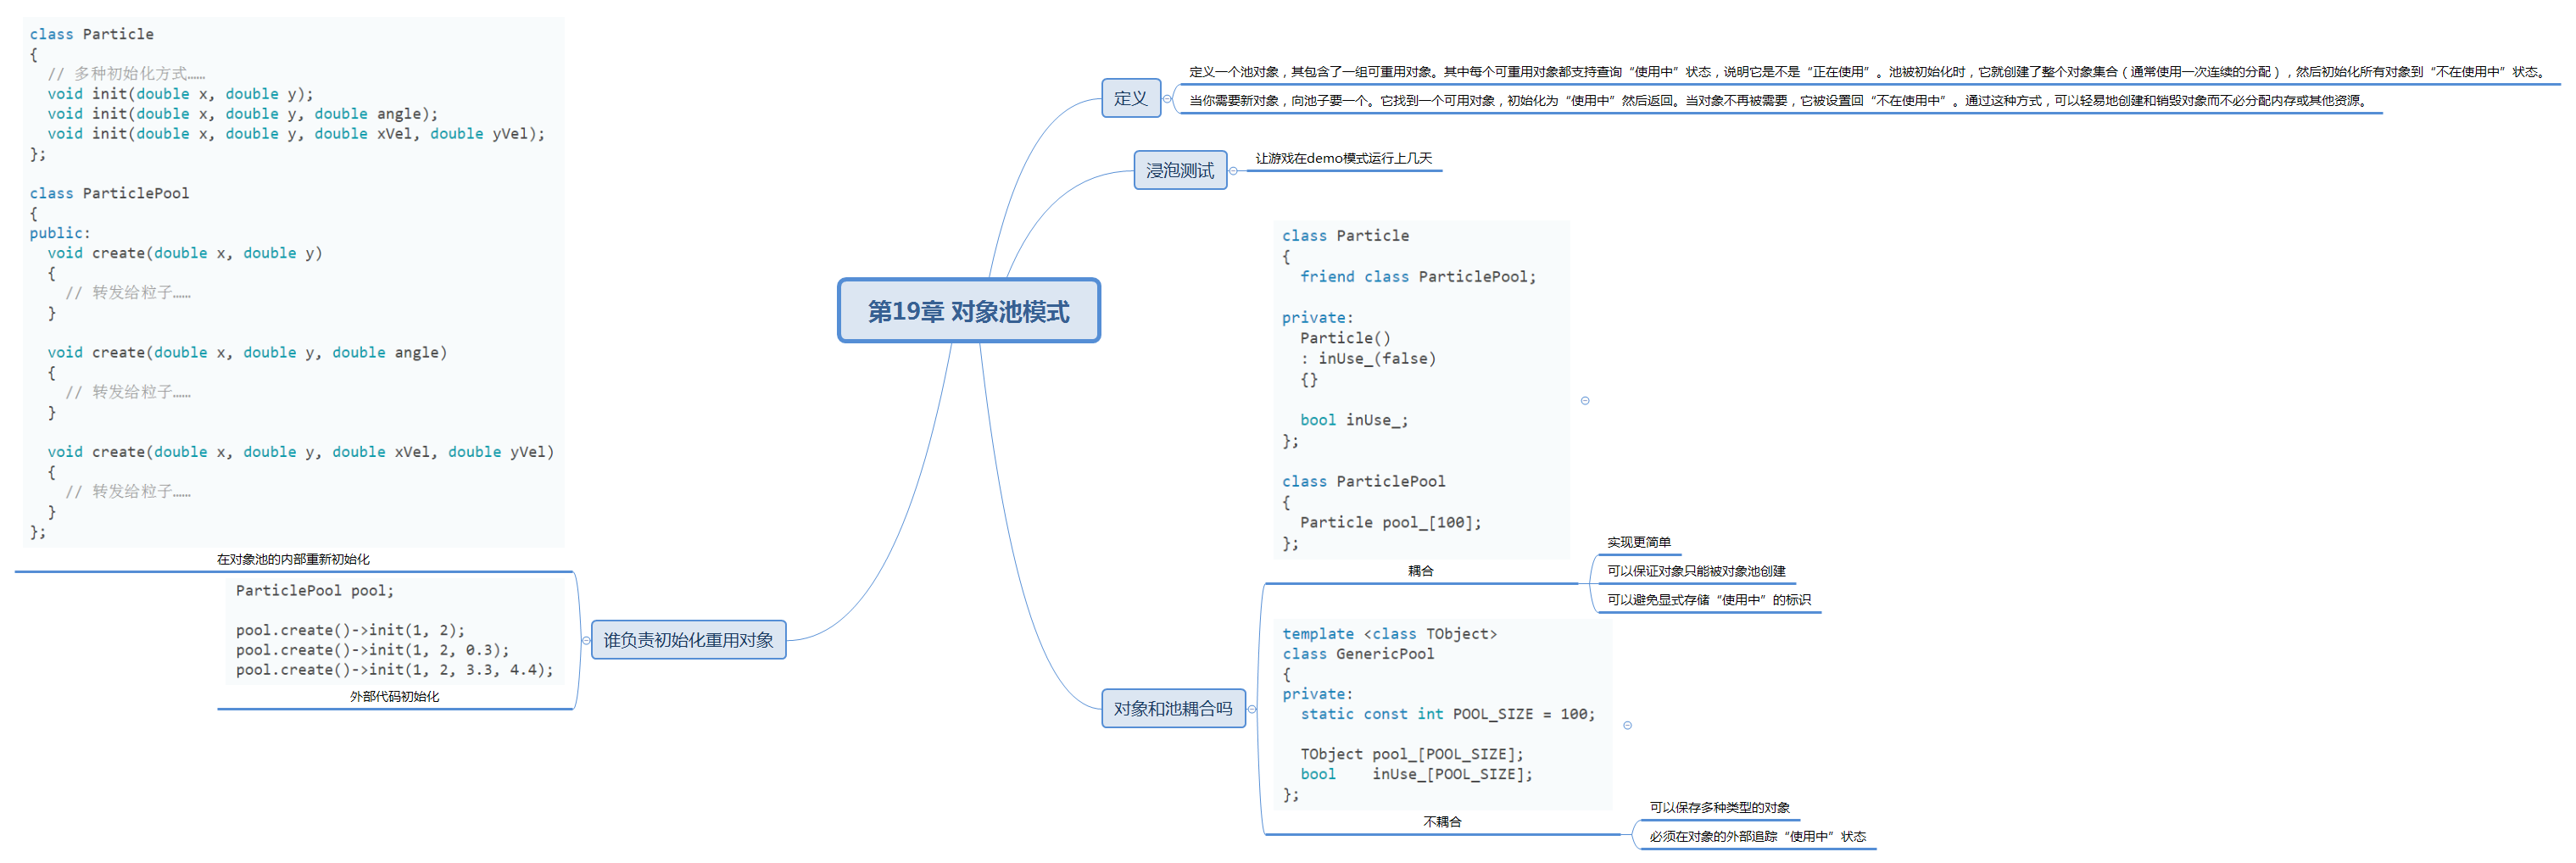 第19章 对象池模式
定义
定义一个池对象，其包含了一组可重用对象。其中每个可重用对象都支持查询“使用中”状态，说明它是不是“正在使用”。池被初始化时，它就创建了整个对象集合（通常使用一次连续的分配），然后初始化所有对象到“不在使用中”状态。
当你需要新对象，向池子要一个。它找到一个可用对象，初始化为“使用中”然后返回。当对象不再被需要，它被设置回“不在使用中”。通过这种方式，可以轻易地创建和销毁对象而不必分配内存或其他资源。
浸泡测试
让游戏在demo模式运行上几天
对象和池耦合吗
class Particle
{
  friend class ParticlePool;

private:
  Particle()
  : inUse_(false)
  {}

  bool inUse_;
};

class ParticlePool
{
  Particle pool_[100];
};
耦合
实现更简单
可以保证对象只能被对象池创建
可以避免显式存储“使用中”的标识
template <class TObject>
class GenericPool
{
private:
  static const int POOL_SIZE = 100;

  TObject pool_[POOL_SIZE];
  bool    inUse_[POOL_SIZE];
};
不耦合
可以保存多种类型的对象
必须在对象的外部追踪“使用中”状态
谁负责初始化重用对象
class Particle
{
  // 多种初始化方式……
  void init(double x, double y);
  void init(double x, double y, double angle);
  void init(double x, double y, double xVel, double yVel);
};

class ParticlePool
{
public:
  void create(double x, double y)
  {
    // 转发给粒子……
  }

  void create(double x, double y, double angle)
  {
    // 转发给粒子……
  }

  void create(double x, double y, double xVel, double yVel)
  {
    // 转发给粒子……
  }
};
在对象池的内部重新初始化
ParticlePool pool;

pool.create()->init(1, 2);
pool.create()->init(1, 2, 0.3);
pool.create()->init(1, 2, 3.3, 4.4);
外部代码初始化